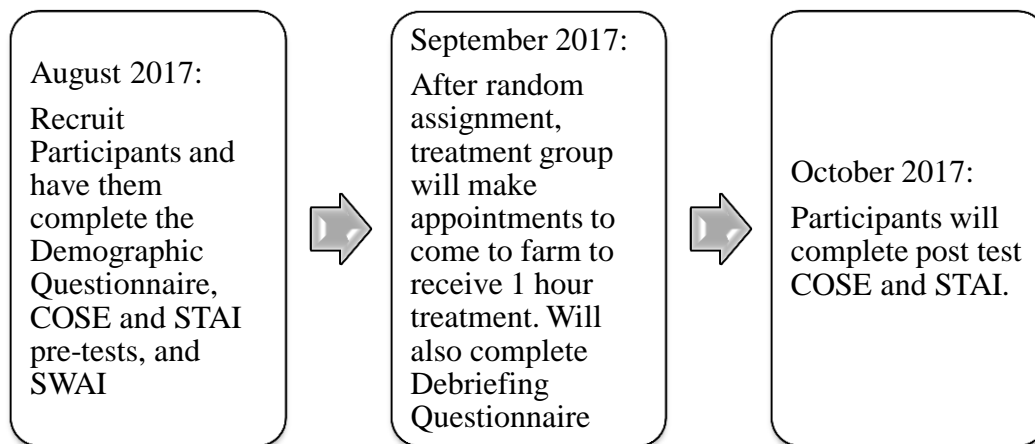 August 2017:
Recruit
Participants and
have them
complete the
Demographic
Questionnaire,
COSE and STAI
pre-tests, and
SWAI
September 2017:
After random
assignment,
treatment group
will make
appointments to
come to farm to
receive 1 hour
treatment. Will
also complete
Debriefing
Questionnaire
October 2017:
Participants will
complete post test
COSE and STAI.